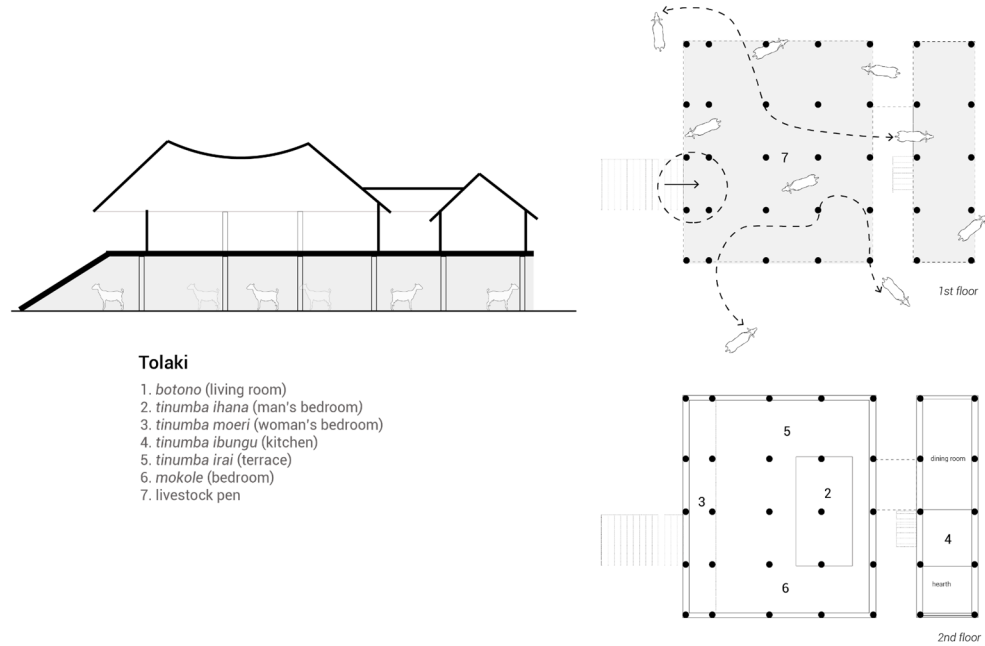 7
1st floor
Tolaki
1. botono (living room)
2. tinumba ihana (man's bedroom)
3. tinumba moeri (woman's bedroom)
4. tinumba ibungu (kitchen)
5. tinumba irai (terrace)
6. mokole (bedroom)
7. livestock pen
5
dining room
2
3
4
hearth
6
2nd floor